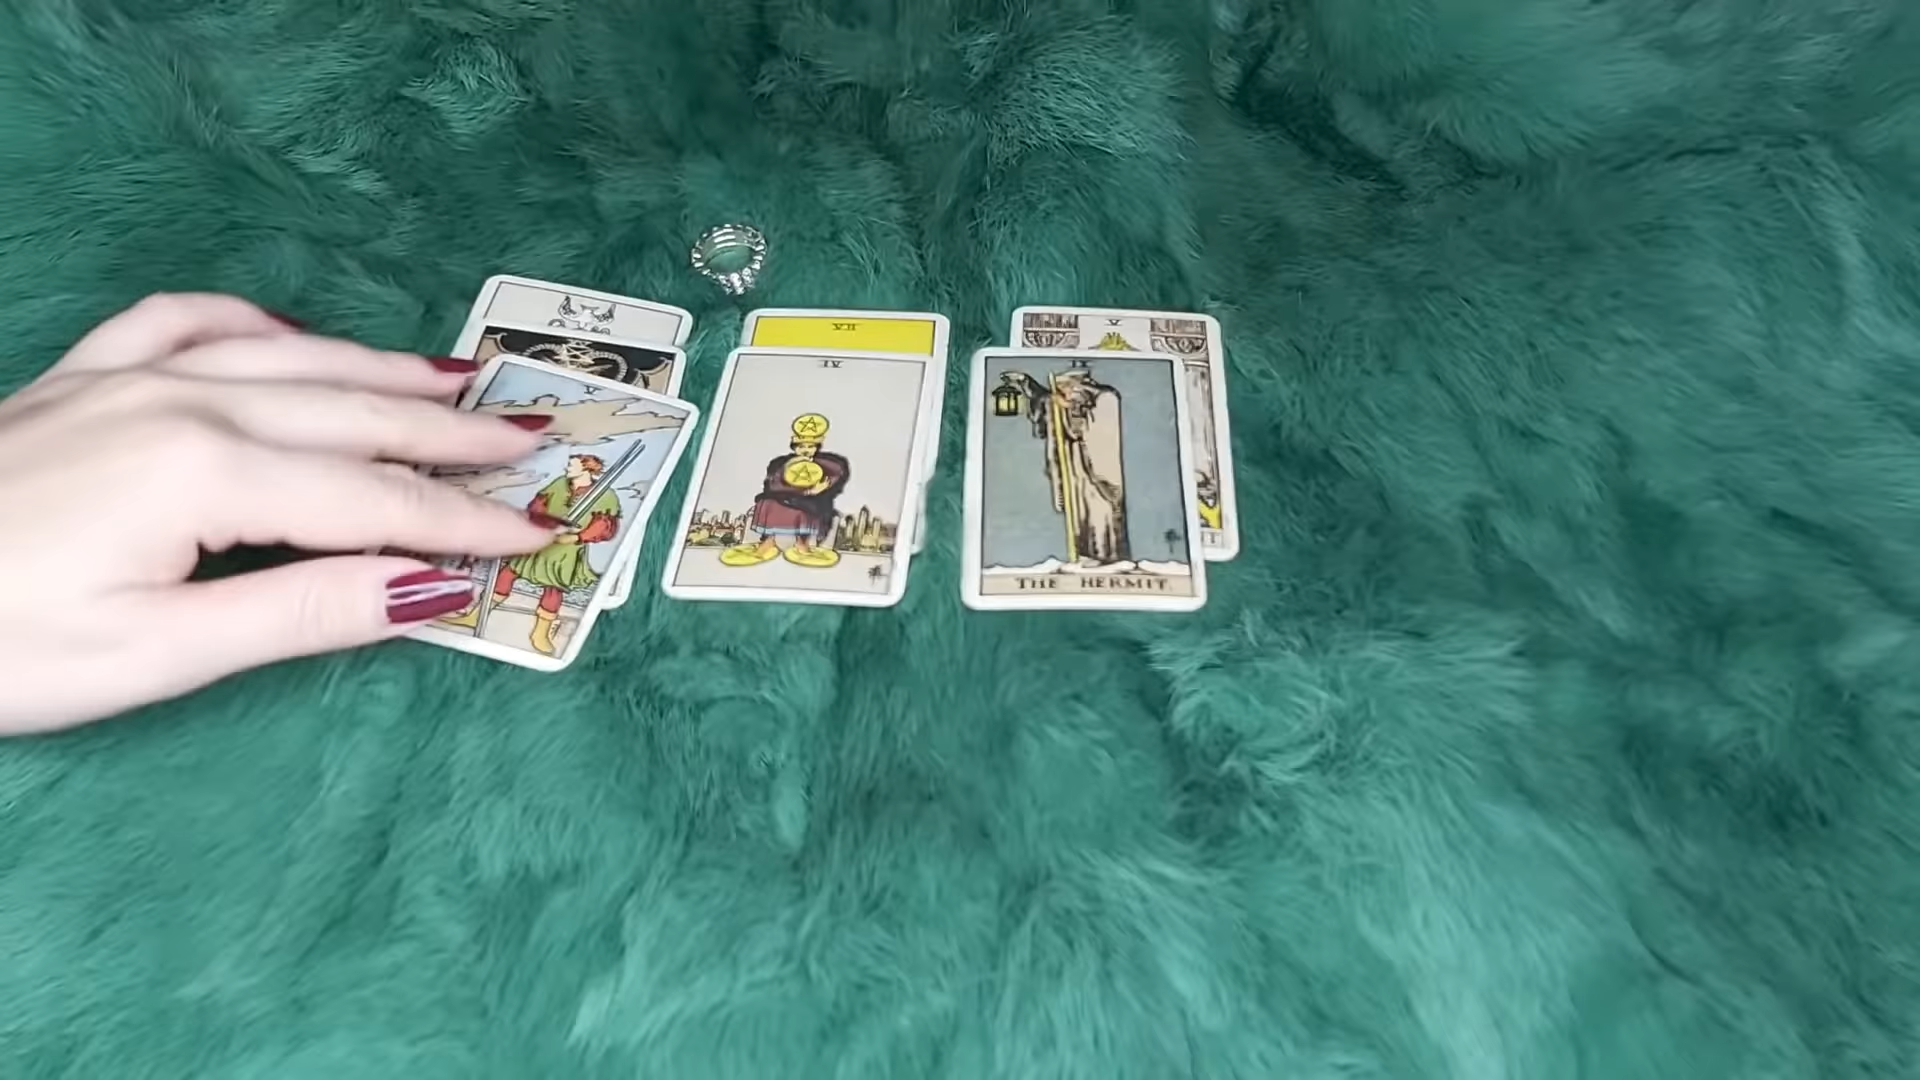 VII
V
V
IV
IX
THE HERMIT.
T